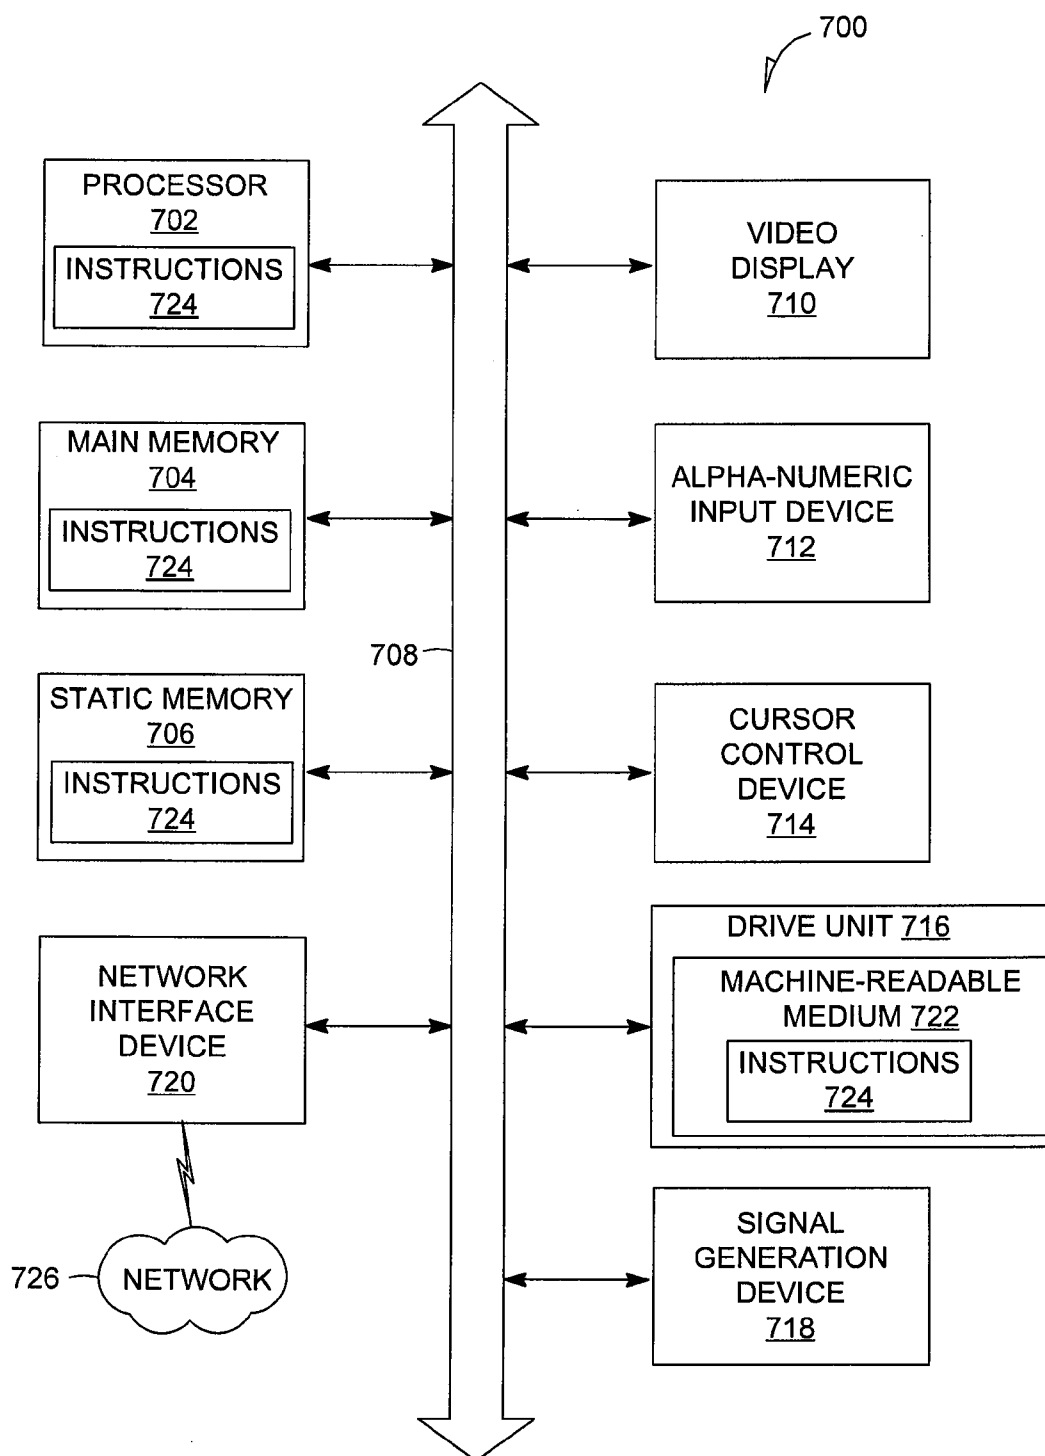 700
PROCESSOR
702
INSTRUCTIONS
724
VIDEO
DISPLAY
710
MAIN MEMORY
704
INSTRUCTIONS
724
ALPHA-NUMERIC
INPUT DEVICE
712
708
STATIC MEMORY
706
INSTRUCTIONS
724
CURSOR
CONTROL
DEVICE
714
NETWORK
INTERFACE
DEVICE
720
DRIVE UNIT 716
MACHINE-READABLE
MEDIUM 722
INSTRUCTIONS
724
726
NETWORK
SIGNAL
GENERATION
DEVICE
718